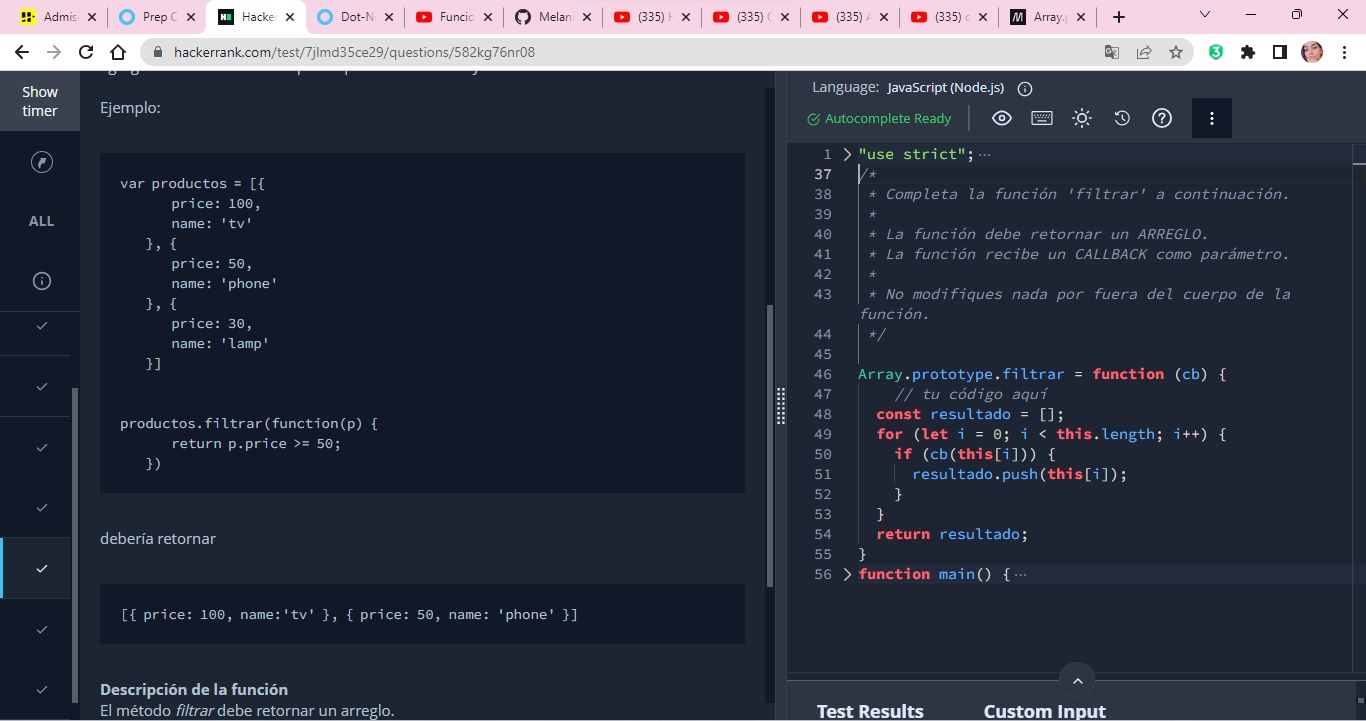 Admis
Prep C
Hacke
Dot-N
Funcio
Melan
(335)
(335)
(335)
(335)
Array.p
hackerrank.com/test/7jlmd35ce29/questions/582kg76nr08
Show
timer
ALL
Ejemplo:
var productos = [{
price: 100,
name: 'tv'
}, {
price: 50,
name: 'phone'
}, {
price: 30,
name: 'lamp'
}]
productos.filtrar(function(p) {
return p.price >= 50;
})
debería retornar
[{ price: 100, name:'tv' }, { price: 50, name: 'phone' }]
Descripción de la función
El método filtrar debe retornar un arreglo.
Language: JavaScript (Node.js)
Autocomplete Ready
1 "use strict";
37 /*
38 * Completa la función 'filtrar' a continuación.
39 *
40 * La función debe retornar un ARREGLO.
41 * La función recibe un CALLBACK como parámetro.
42 *
43 * No modifiques nada por fuera del cuerpo de la
función.
44 */
45
46 Array.prototype.filtrar = function (cb) {
47 // tu código aquí
48 const resultado = [];
49 for (let i = 0; i < this.length; i++) {
50 if (cb(this[i])) {
51 resultado.push(this[i]);
52 }
53 }
54 return resultado;
55 }
56 function main() {
Test Results Custom Input